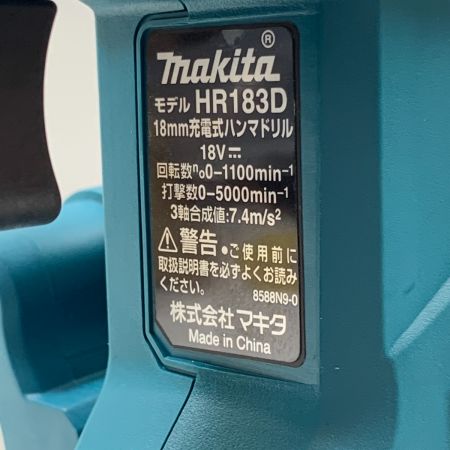 makita®
モデル HR183D
18mm充電式ハンマドリル
18V⎓
回転数n₀0-1100min⁻¹
打撃数0-5000min⁻¹
3軸合成値:7.4m/s²
⚠警告●ご使用前に
取扱説明書を必ずよくお読み
ください。
8588N9-0
株式会社マキタ
Made in China